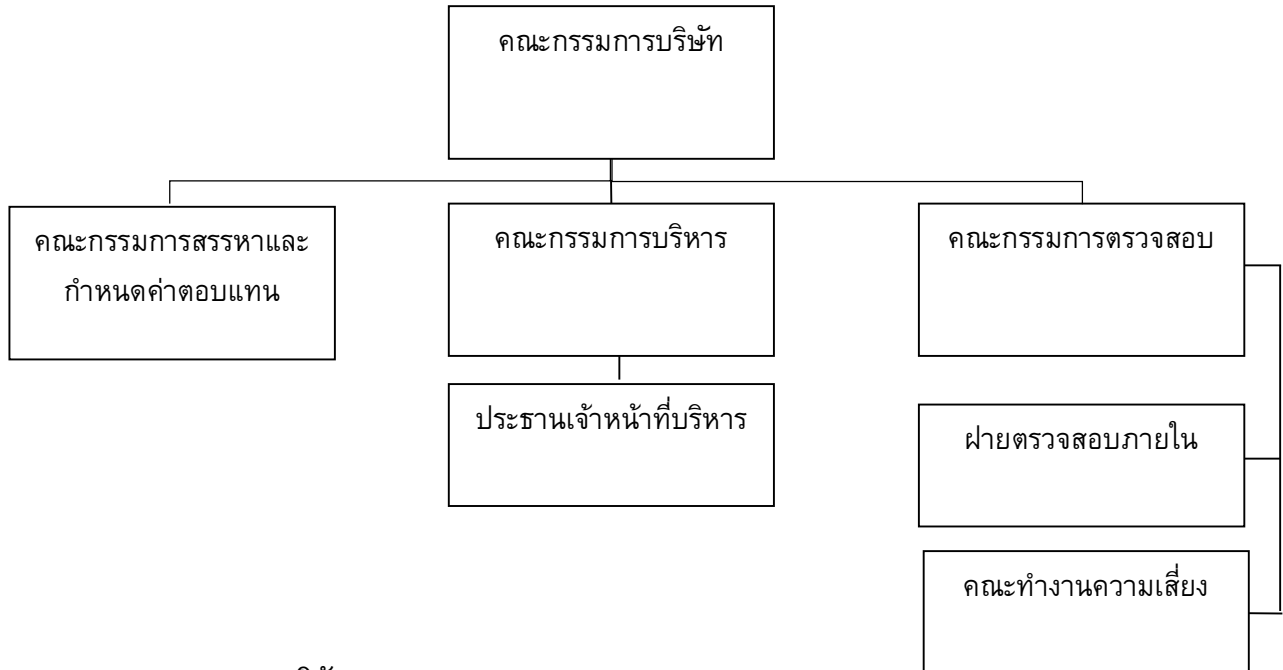 คณะกรรมการบริษัท
คณะกรรมการสรรหาและ
กำหนดค่าตอบแทน
คณะกรรมการบริหาร
คณะกรรมการตรวจสอบ
ประธานเจ้าหน้าที่บริหาร
ฝ่ายตรวจสอบภายใน
คณะทำงานความเสี่ยง